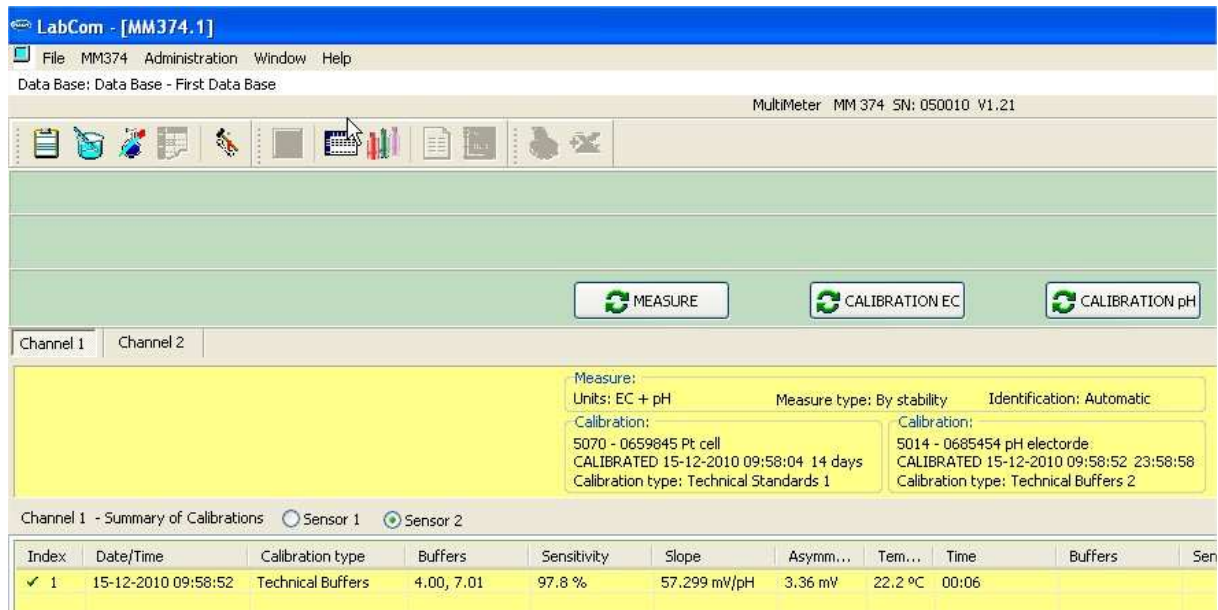 LabCom - [MM374.1]
File MM374 Administration Window Help
Data Base: Data Base - First Data Base
MultiMeter MM 374 SN: 050010 V1.21
MEASURE CALIBRATION EC CALIBRATION pH
Channel 1 Channel 2
Measure:
Units: EC + pH Measure type: By stability Identification: Automatic
Calibration: Calibration:
5070 - 0659845 Pt cell 5014 - 0685454 pH electorde
CALIBRATED 15-12-2010 09:58:04 14 days CALIBRATED 15-12-2010 09:58:52 23:58:58
Calibration type: Technical Standards 1 Calibration type: Technical Buffers 2
Channel 1 - Summary of Calibrations Sensor 1 Sensor 2
Index Date/Time Calibration type Buffers Sensitivity Slope Asymm... Tem... Time Buffers Sen
1 15-12-2010 09:58:52 Technical Buffers 4.00, 7.01 97.8 % 57.299 mV/pH 3.36 mV 22.2 ºC 00:06